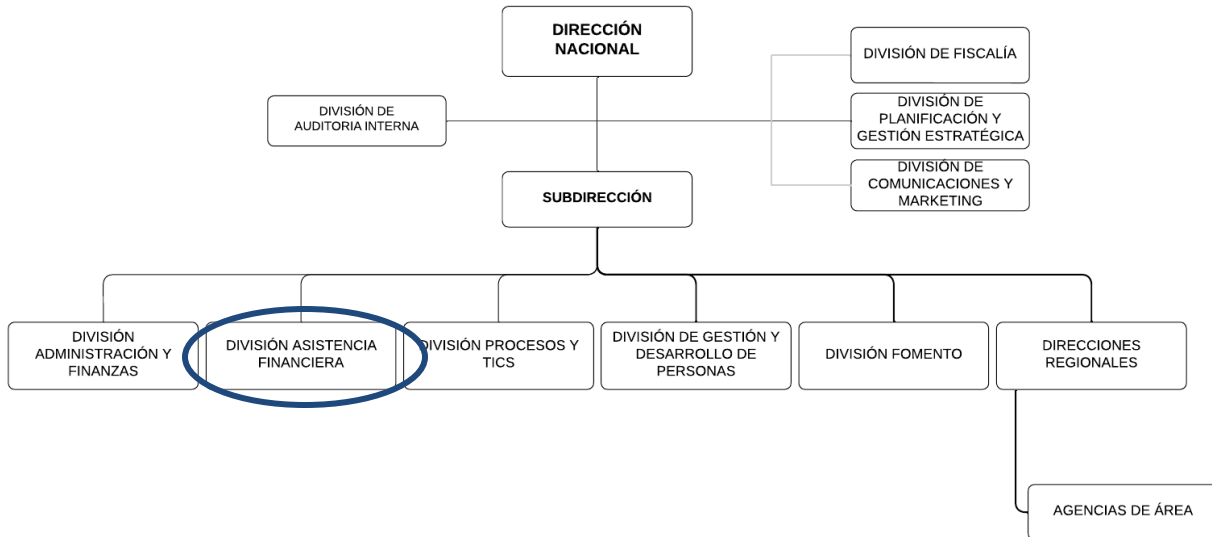 DIRECCIÓN
NACIONAL
DIVISIÓN DE FISCALÍA
DIVISIÓN DE
AUDITORIA INTERNA
DIVISIÓN DE
PLANIFICACIÓN Y
GESTIÓN ESTRATÉGICA
DIVISIÓN DE
COMUNICACIONES Y
MARKETING
SUBDIRECCIÓN
DIVISIÓN
ADMINISTRACIÓN Y
FINANZAS
DIVISIÓN ASISTENCIA
FINANCIERA
DIVISIÓN PROCESOS Y
TICS
DIVISIÓN DE GESTIÓN Y
DESARROLLO DE
PERSONAS
DIVISIÓN FOMENTO
DIRECCIONES
REGIONALES
AGENCIAS DE ÁREA